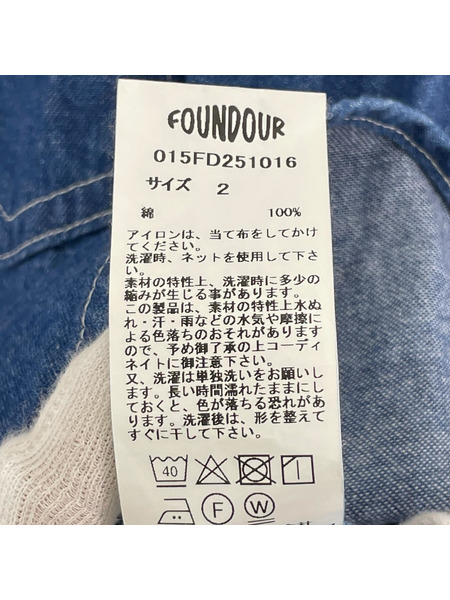 FOUNDOUR
015FD251016
サイズ 2
綿 100%
アイロンは、当て布をしてかけ
てください。
洗濯時、ネットを使用して下さ
い。
素材の特性上、洗濯時に多少の
縮みが生じる事があります。
この製品は、素材の特性上水ぬ
れ・汗・雨などの水気や摩擦に
よる色落ちのおそれがあります
ので、予め御了承の上コーディ
ネイトに御注意下さい。
又、洗濯は単独洗いをお願いし
ます。長い時間濡れたままにし
ておくと、色が落ちる恐れがあ
ります。洗濯後は、形を整えて
すぐに干して下さい。
40
F
W